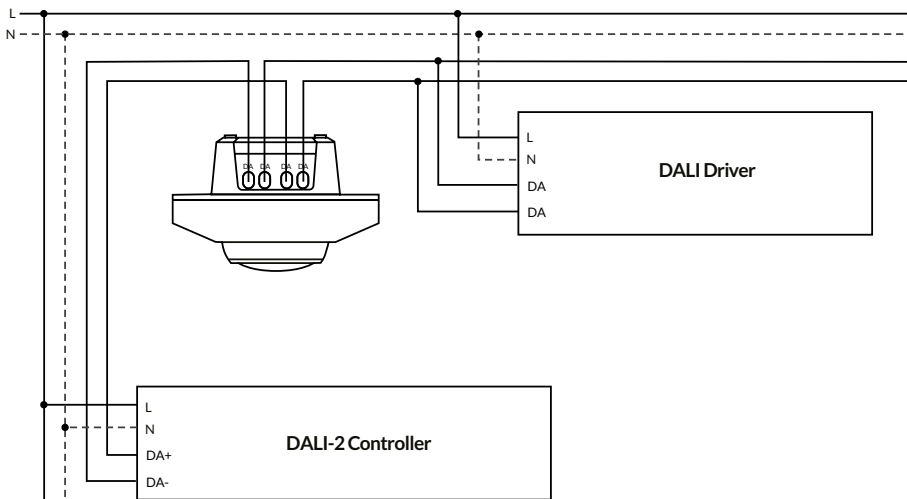 L
N
DA DA DA DA
L
N
DA
DA
DALI Driver
L
N
DA+
DA-
DALI-2 Controller